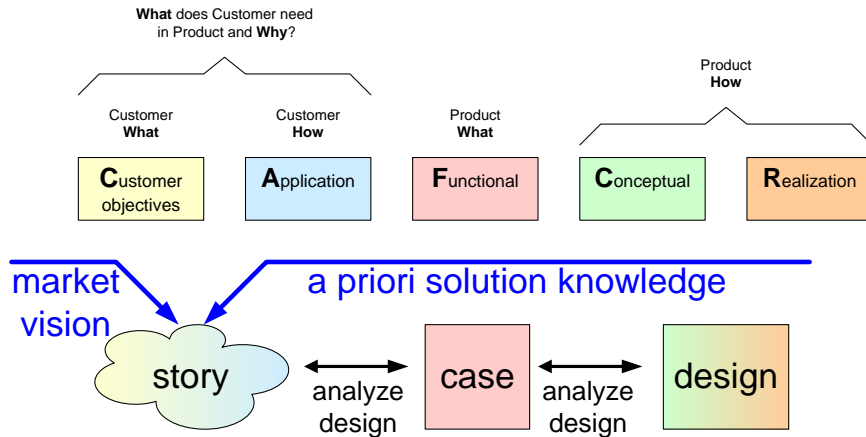 What does Customer need
in Product and Why?
Product
How
Customer
What
Customer
How
Product
What
Customer
objectives
Application
Functional
Conceptual
Realization
market
vision
a priori solution knowledge
story
analyze
design
case
analyze
design
design